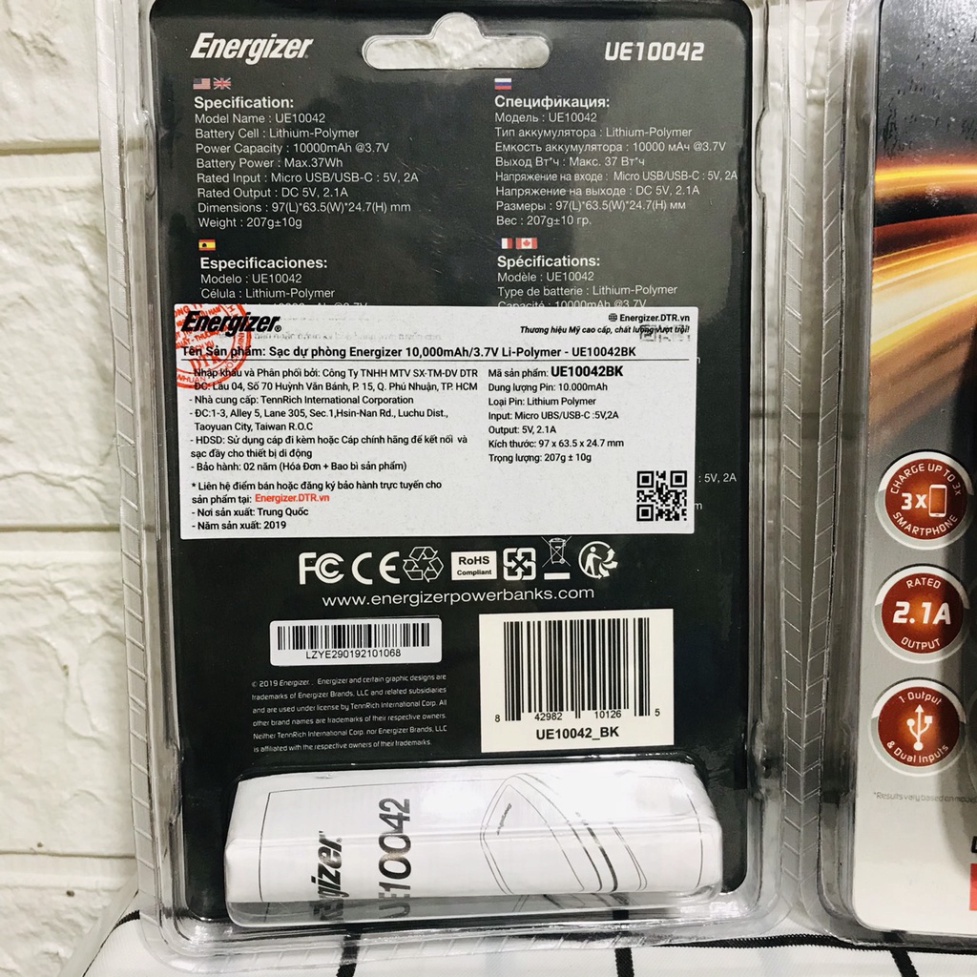 Energizer
UE10042
Specification:
Model Name : UE10042
Battery Cell : Lithium-Polymer
Power Capacity : 10000mAh @3.7V
Battery Power : Max.37Wh
Rated Input : Micro USB/USB-C : 5V, 2A
Rated Output : DC 5V, 2.1A
Dimensions : 97(L)*63.5(W)*24.7(H) mm
Weight : 207g±10g
Спецификация:
Модель : UE10042
Тип аккумулятора : Lithium-Polymer
Емкость аккумулятора : 10000 мАч @3.7V
Выход Вт*ч : Макс. 37 Вт*ч
Напряжение на входе : Micro USB/USB-C : 5V, 2A
Напряжение на выходе : DC 5V, 2.1A
Размеры : 97(L)*63.5(W)*24.7(H) мм
Вес : 207g±10 гр.
Especificaciones:
Modelo : UE10042
Célula : Lithium-Polymer
Spécifications:
Modèle : UE10042
Type de batterie : Lithium-Polymer
Capacité : 10000mAh @3.7V
Energizer®
Energizer.DTR.vn
Thương hiệu Mỹ cao cấp, chất lượng vượt trội!
Tên Sản phẩm: Sạc dự phòng Energizer 10,000mAh/3.7V Li-Polymer - UE10042BK
- Nhập khẩu và Phân phối bởi: Công Ty TNHH MTV SX-TM-DV DTR
ĐC: Lầu 04, Số 70 Huỳnh Văn Bánh, P. 15, Q. Phú Nhuận, TP. HCM
- Nhà cung cấp: TennRich International Corporation
- ĐC:1-3, Alley 5, Lane 305, Sec.1,Hsin-Nan Rd., Luchu Dist.,
Taoyuan City, Taiwan R.O.C
- HDSD: Sử dụng cáp đi kèm hoặc Cáp chính hãng để kết nối và
sạc đầy cho thiết bị di động
- Bảo hành: 02 năm (Hóa Đơn + Bao bì sản phẩm)
* Liên hệ điểm bán hoặc đăng ký bảo hành trực tuyến cho
sản phẩm tại: Energizer.DTR.vn
- Nơi sản xuất: Trung Quốc
- Năm sản xuất: 2019
Mã sản phẩm: UE10042BK
Dung lượng Pin: 10.000mAh
Loại Pin: Lithium Polymer
Input: Micro UBS/USB-C :5V,2A
Output: 5V, 2.1A
Kích thước: 97 x 63.5 x 24.7 mm
Trọng lượng: 207g ± 10g
: 5V, 2A
m
FC CE RoHS
Compliant
www.energizerpowerbanks.com
LZYE290192101068
© 2019 Energizer. Energizer and certain graphic designs are
trademarks of Energizer Brands, LLC and related subsidiaries
and are used under license by TennRich International Corp. All
other brand names are trademarks of their respective owners.
Neither TennRich International Corp. nor Energizer Brands, LLC
is affiliated with the respective owners of their trademarks.
8 42982 10126 5
UE10042_BK
UE10042
CHARGE UP TO 3x
3x
SMARTPHONE
RATED
2.1A
OUTPUT
1 Output
& Dual Inputs